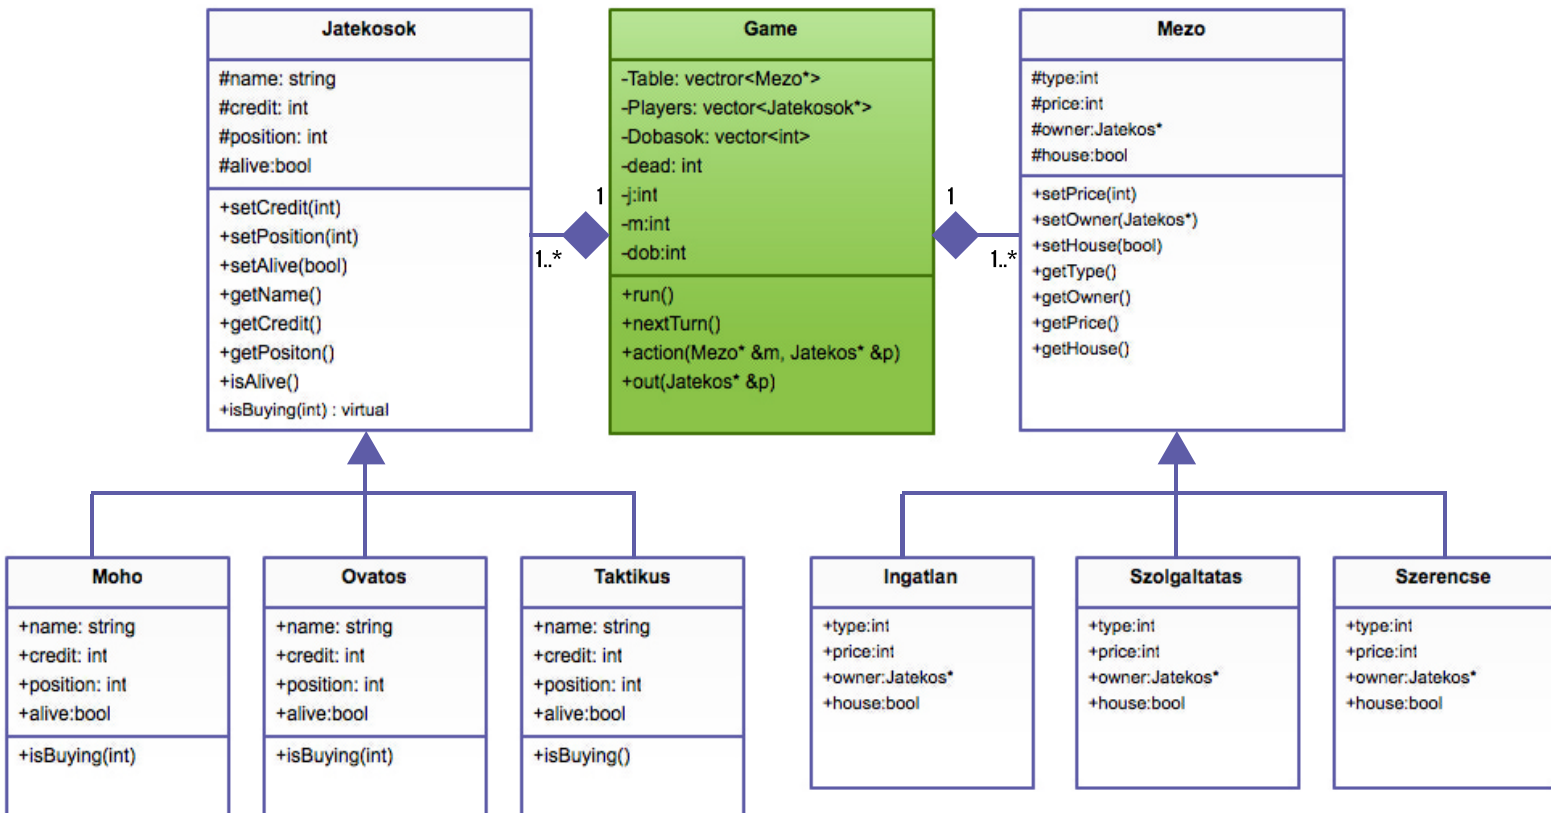 Jatekosok
#name: string
#credit: int
#position: int
#alive:bool
+setCredit(int)
+setPosition(int)
+setAlive(bool)
+getName()
+getCredit()
+getPositon()
+isAlive()
+isBuying(int) : virtual
1
1..*
Game
-Table: vectror<Mezo*>
-Players: vector<Jatekosok*>
-Dobasok: vector<int>
-dead: int
-j:int
-m:int
-dob:int
+run()
+nextTurn()
+action(Mezo* &m, Jatekos* &p)
+out(Jatekos* &p)
1
1..*
Mezo
#type:int
#price:int
#owner:Jatekos*
#house:bool
+setPrice(int)
+setOwner(Jatekos*)
+setHouse(bool)
+getType()
+getOwner()
+getPrice()
+getHouse()
Moho
+name: string
+credit: int
+position: int
+alive:bool
+isBuying(int)
Ovatos
+name: string
+credit: int
+position: int
+alive:bool
+isBuying(int)
Taktikus
+name: string
+credit: int
+position: int
+alive:bool
+isBuying()
Ingatlan
+type:int
+price:int
+owner:Jatekos*
+house:bool
Szolgaltatas
+type:int
+price:int
+owner:Jatekos*
+house:bool
Szerencse
+type:int
+price:int
+owner:Jatekos*
+house:bool